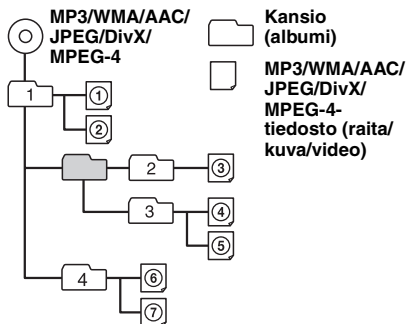 MP3/WMA/AAC/
JPEG/DivX/
MPEG-4
Kansio
(albumi)
MP3/WMA/AAC/
JPEG/DivX/
MPEG-4-
tiedosto (raita/
kuva/video)
1
①
②
2
③
3
④
⑤
4
⑥
⑦